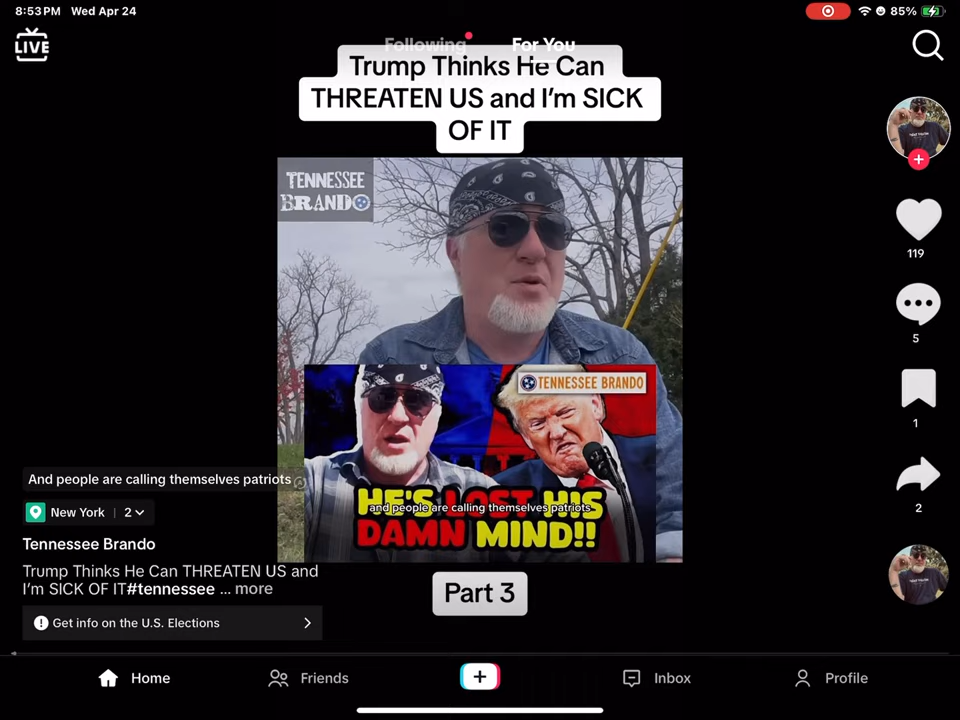 8:53 PM Wed Apr 24
85%
LIVE
Following
For You
Trump Thinks He Can
THREATEN US and I'm SICK
OF IT
TENNESSEE
BRANDO
TENNESSEE BRANDO
HE'S LOST HIS
and people are calling themselves patriots
DAMN MIND!!
Part 3
119
5
1
2
And people are calling themselves patriots
New York | 2
Tennessee Brando
Trump Thinks He Can THREATEN US and
I'm SICK OF IT#tennessee ... more
Get info on the U.S. Elections
Home
Friends
Inbox
Profile